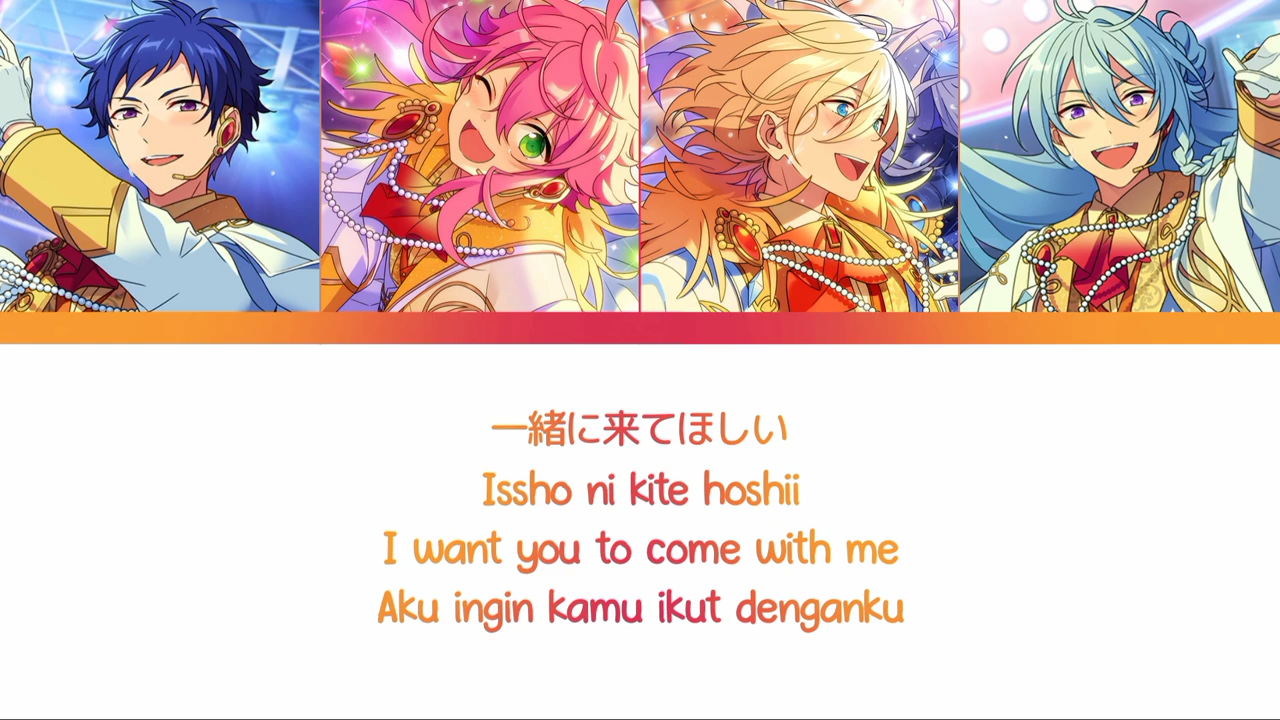 一緒に来てほしい
Issho ni kite hoshii
I want you to come with me
Aku ingin kamu ikut denganku